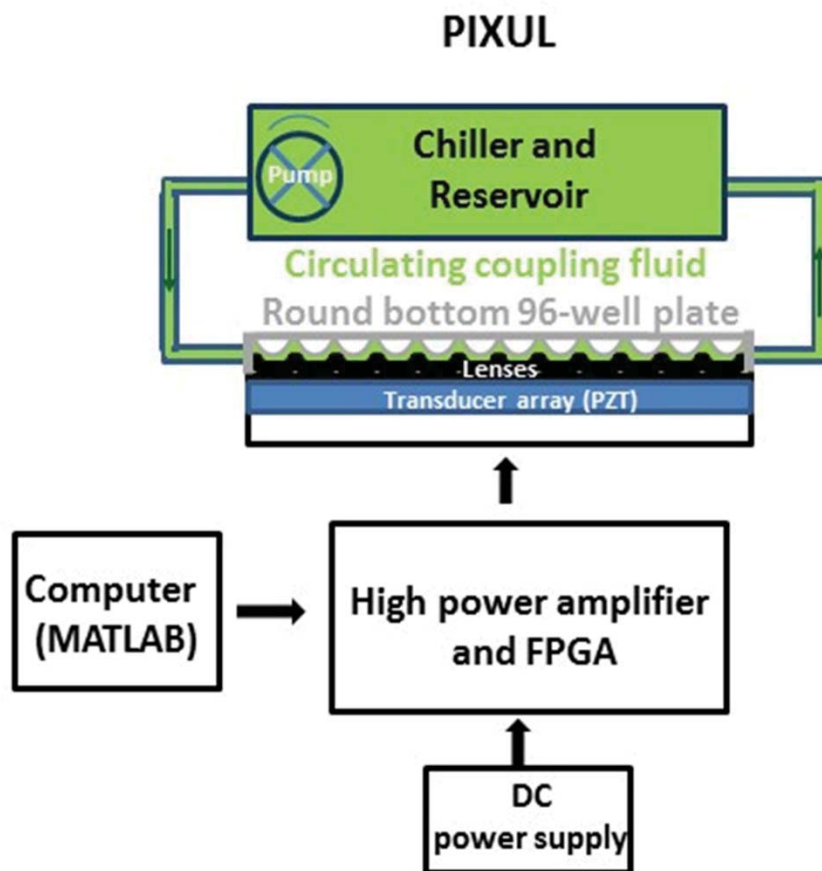 PIXUL
Chiller and
Reservoir
Pump
Circulating coupling fluid
Round bottom 96-well plate
Lenses
Transducer array (PZT)
Computer
(MATLAB)
High power amplifier
and FPGA
DC
power supply